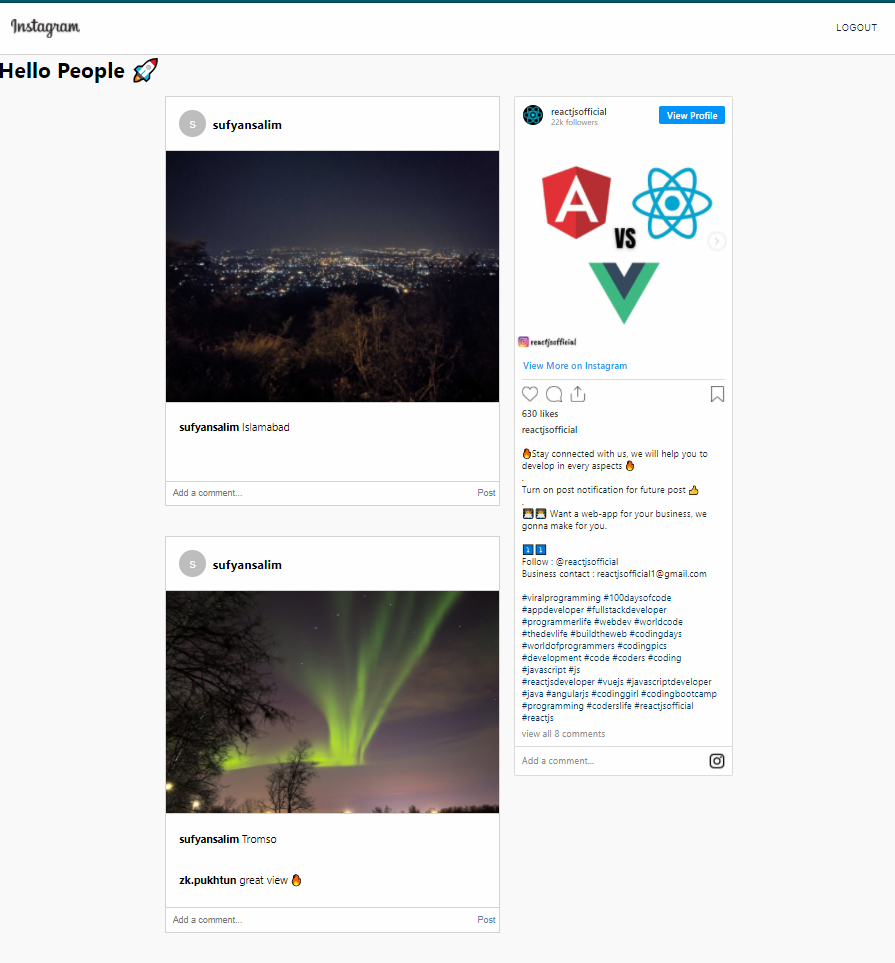 Instagram
LOGOUT
Hello People 🚀
S
sufyansalim
sufyansalim Islamabad
Add a comment...
Post
S
sufyansalim
sufyansalim Tromso
zk.pukhtun great view 🔥
Add a comment...
Post
reactjsofficial
22k followers
View Profile
A
VS
reactjsofficial
View More on Instagram
630 likes
reactjsofficial
🔥Stay connected with us, we will help you to
develop in every aspects 🔥
.
Turn on post notification for future post 👍
.
👨‍💻👨‍💻 Want a web-app for your business, we
gonna make for you.
⤵️⤵️
Follow : @reactjsofficial
Business contact : reactjsofficial1@gmail.com
#viralprogramming #100daysofcode
#appdeveloper #fullstackdeveloper
#programmerlife #webdev #worldcode
#thedevlife #buildtheweb #codingdays
#worldofprogrammers #codingpics
#development #code #coders #coding
#javascript #js
#reactjsdeveloper #vuejs #javascriptdeveloper
#java #angularjs #codinggirl #codingbootcamp
#programming #coderslife #reactjsofficial
#reactjs
view all 8 comments
Add a comment...